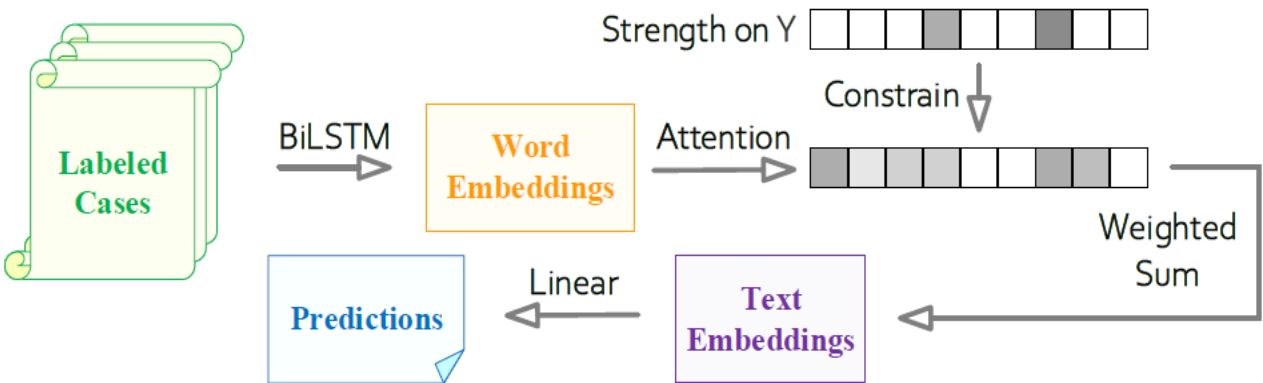 Strength on Y
Constrain
Labeled
Cases
BiLSTM
Word
Embeddings
Attention
Weighted
Sum
Text
Embeddings
Linear
Predictions